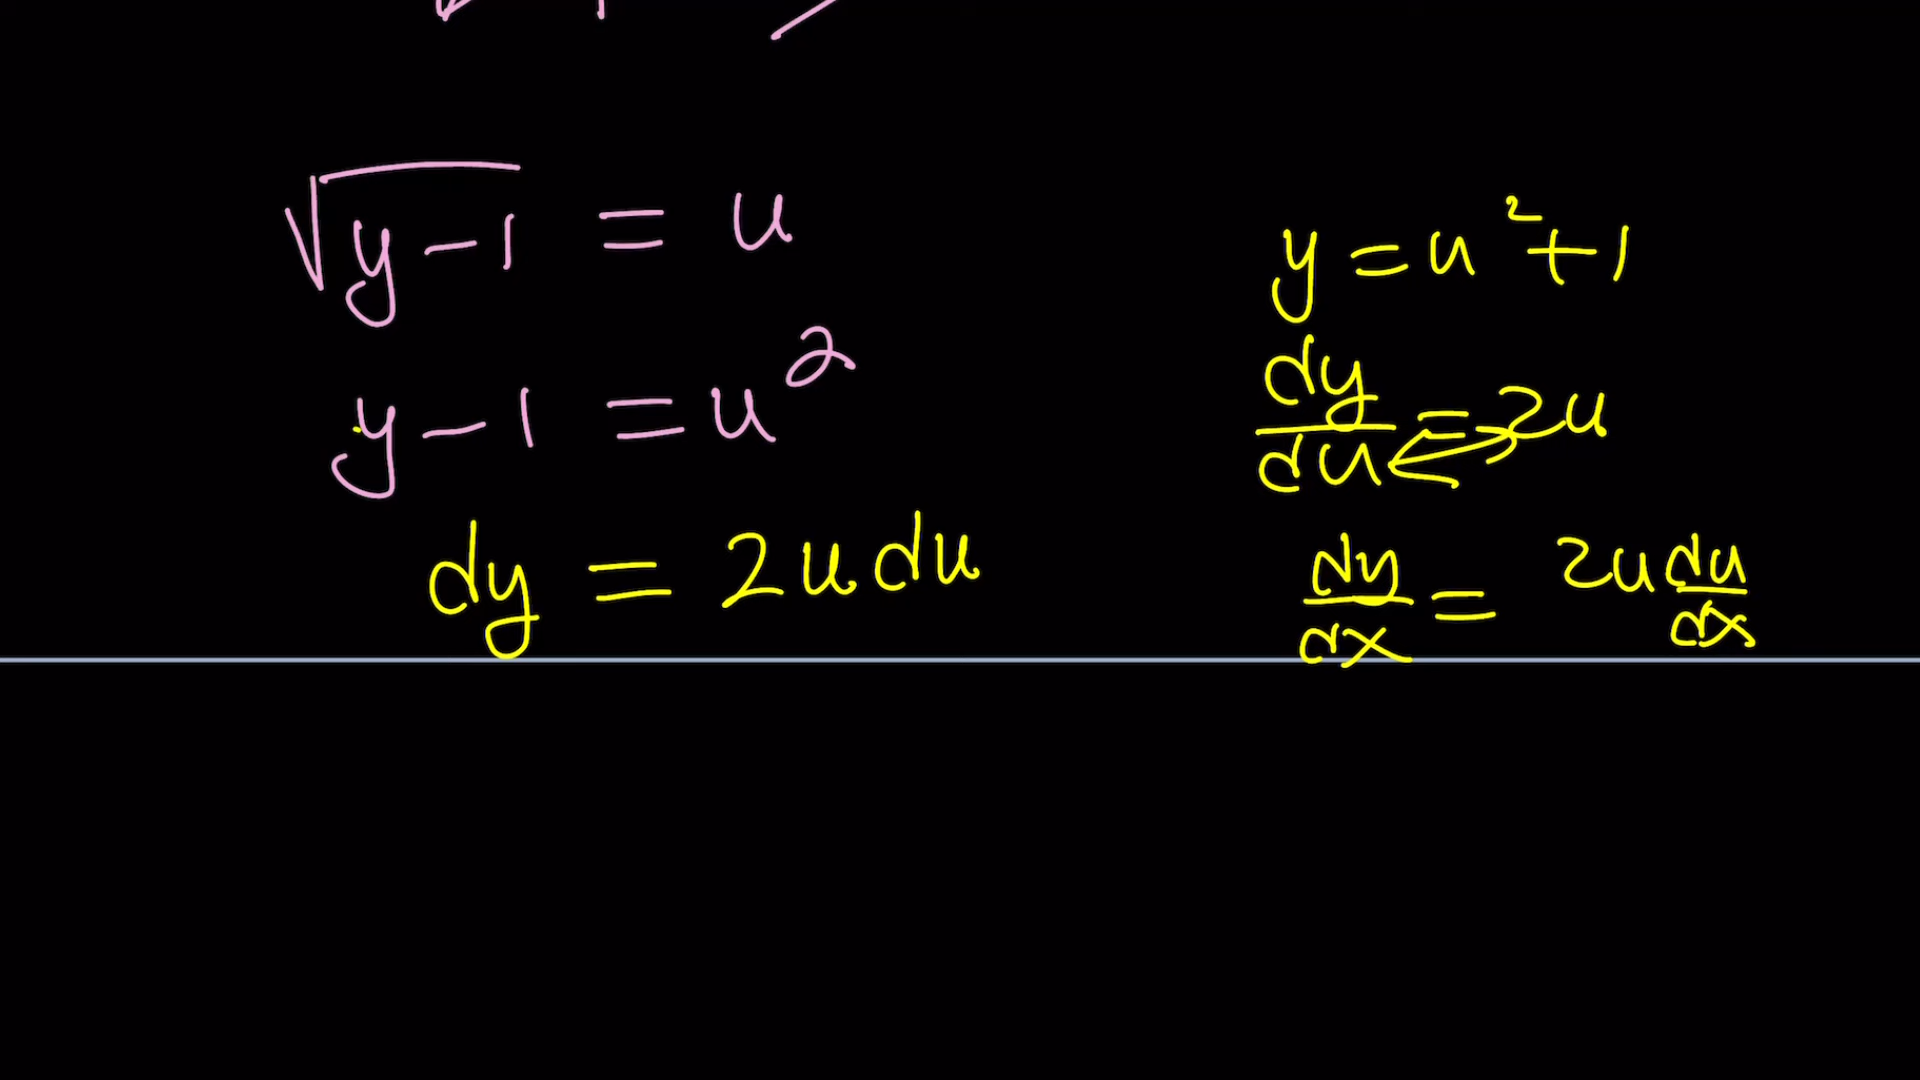 √(y-1) = u
y-1 = u²
dy = 2u du
y = u²+1
dy/du = 2u
dy/dx = 2u du/dx